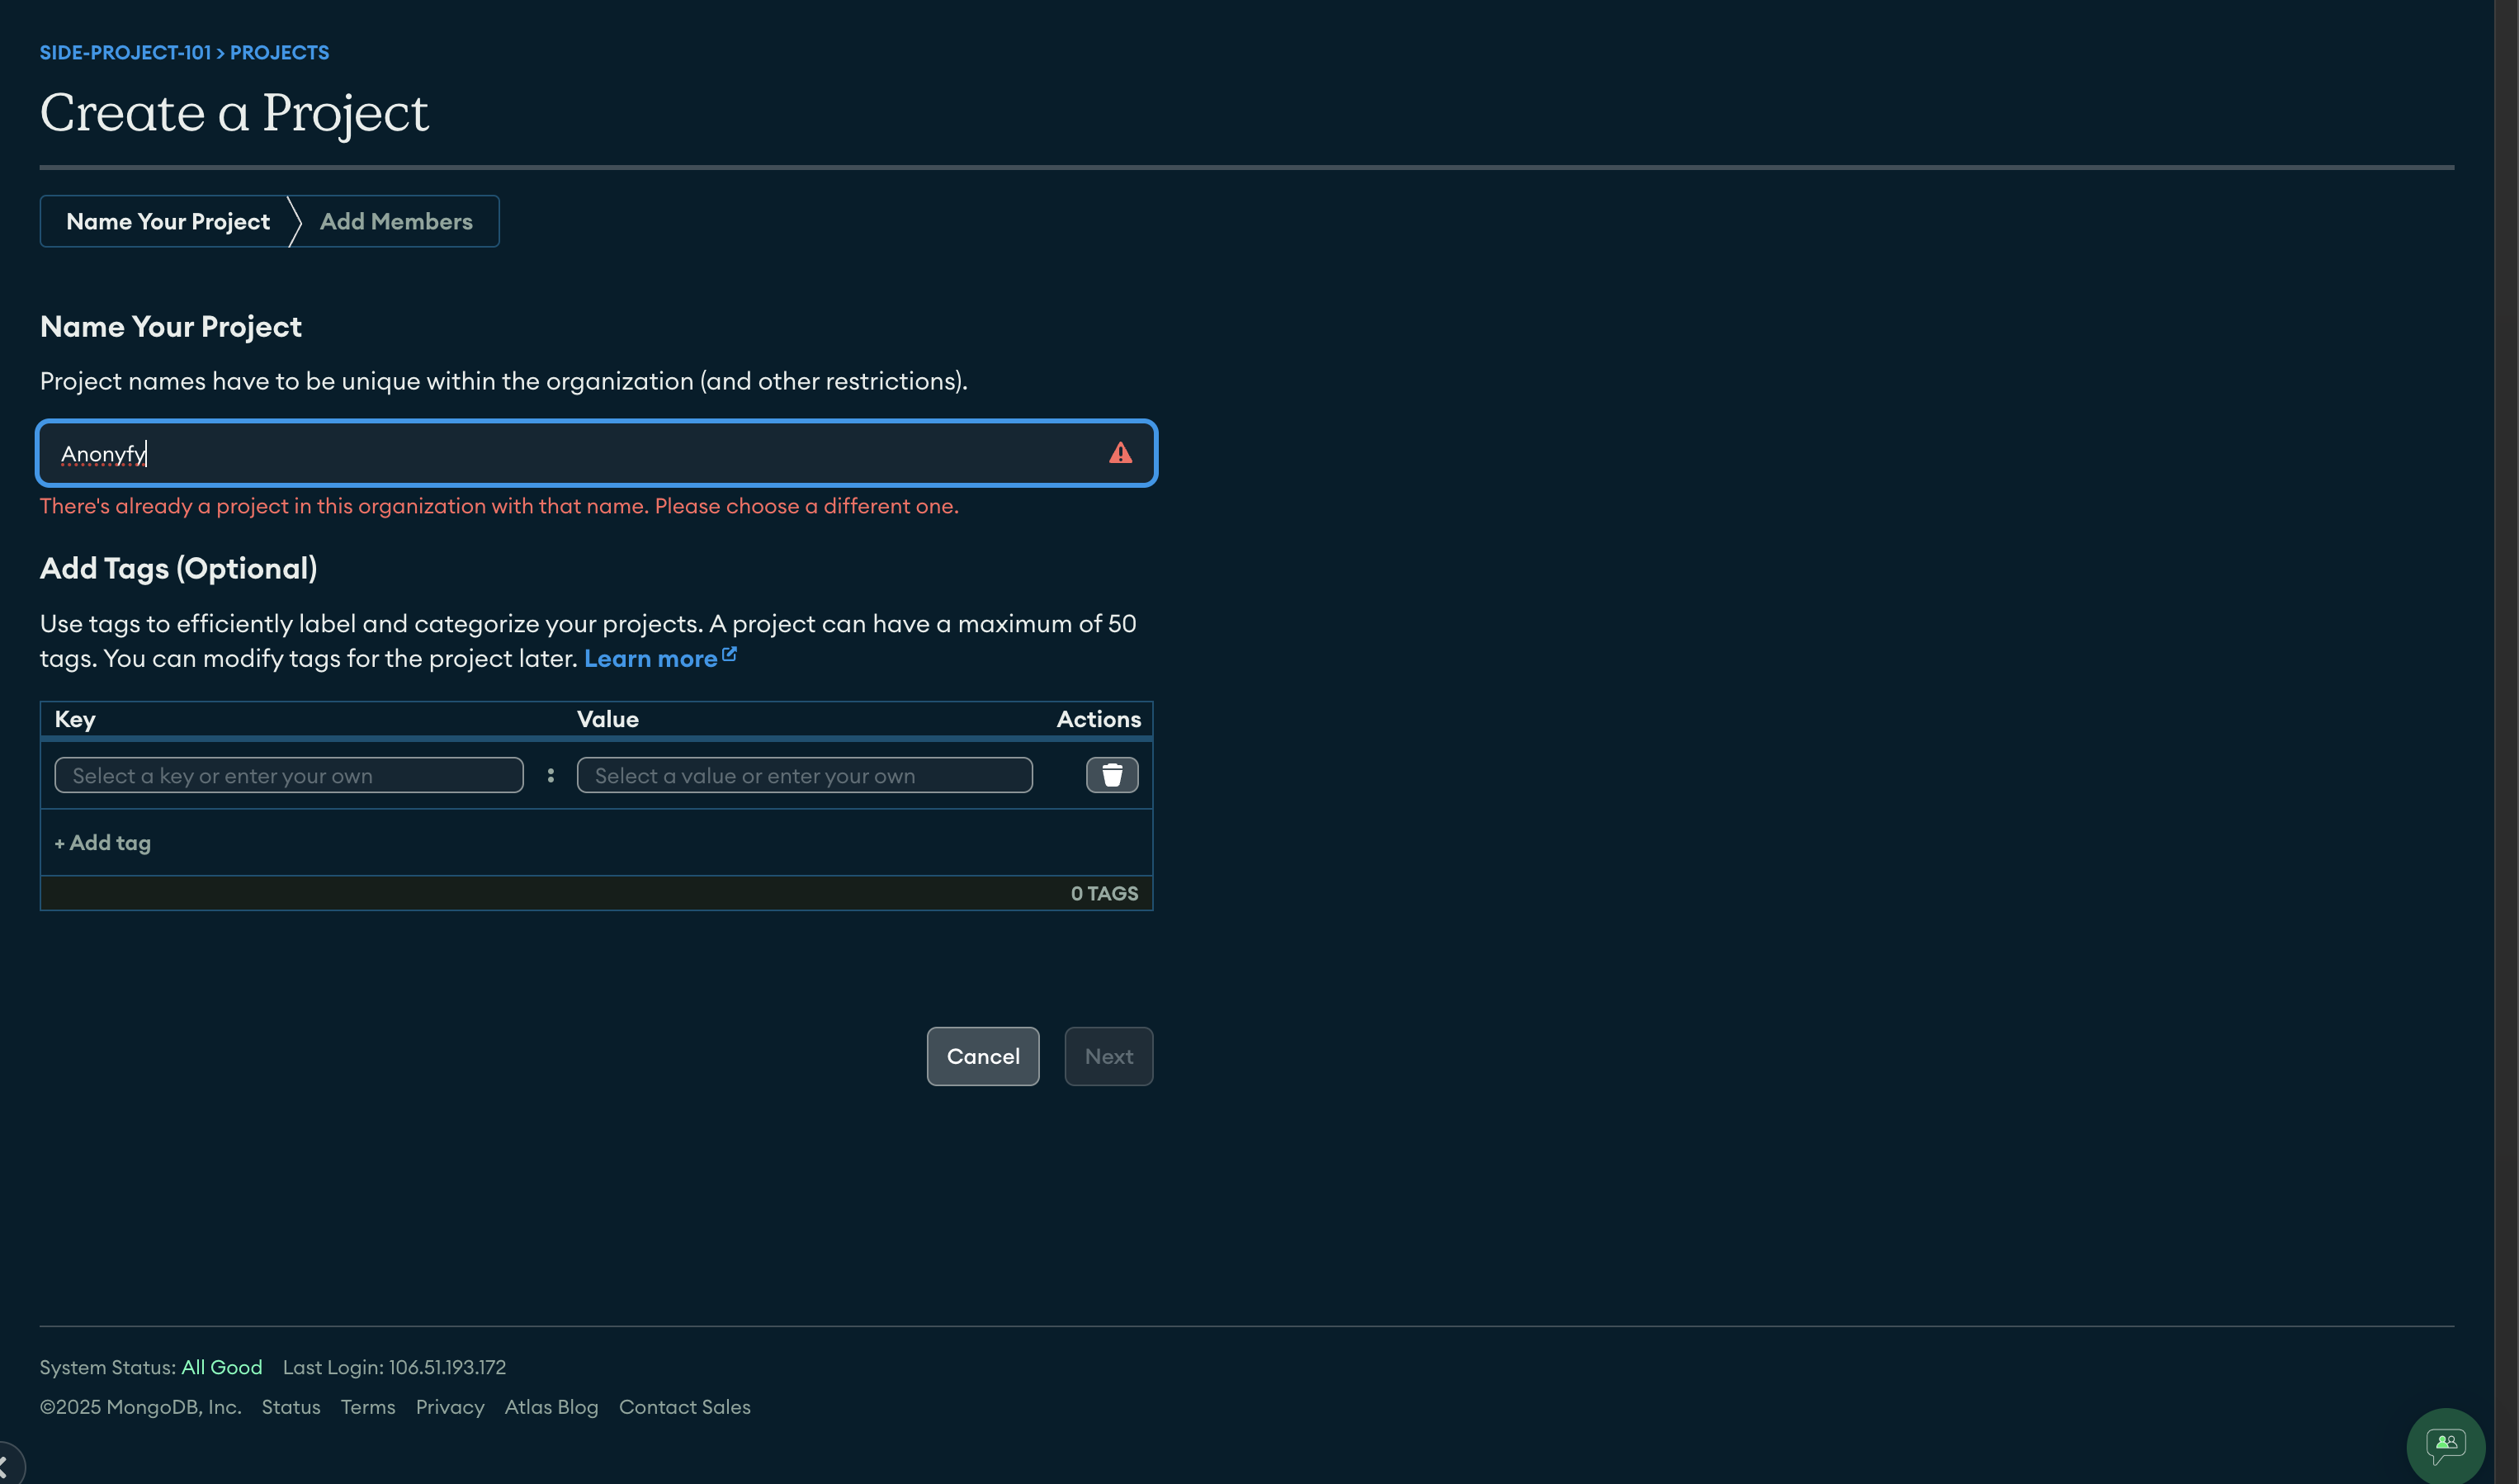 SIDE-PROJECT-101 > PROJECTS
Create a Project
Name Your Project
Add Members
Name Your Project
Project names have to be unique within the organization (and other restrictions).
Anonyfy
There's already a project in this organization with that name. Please choose a different one.
Add Tags (Optional)
Use tags to efficiently label and categorize your projects. A project can have a maximum of 50
tags. You can modify tags for the project later. Learn more
Key Value Actions
Select a key or enter your own : Select a value or enter your own
+ Add tag
0 TAGS
Cancel Next
System Status: All Good Last Login: 106.51.193.172
©2025 MongoDB, Inc. Status Terms Privacy Atlas Blog Contact Sales